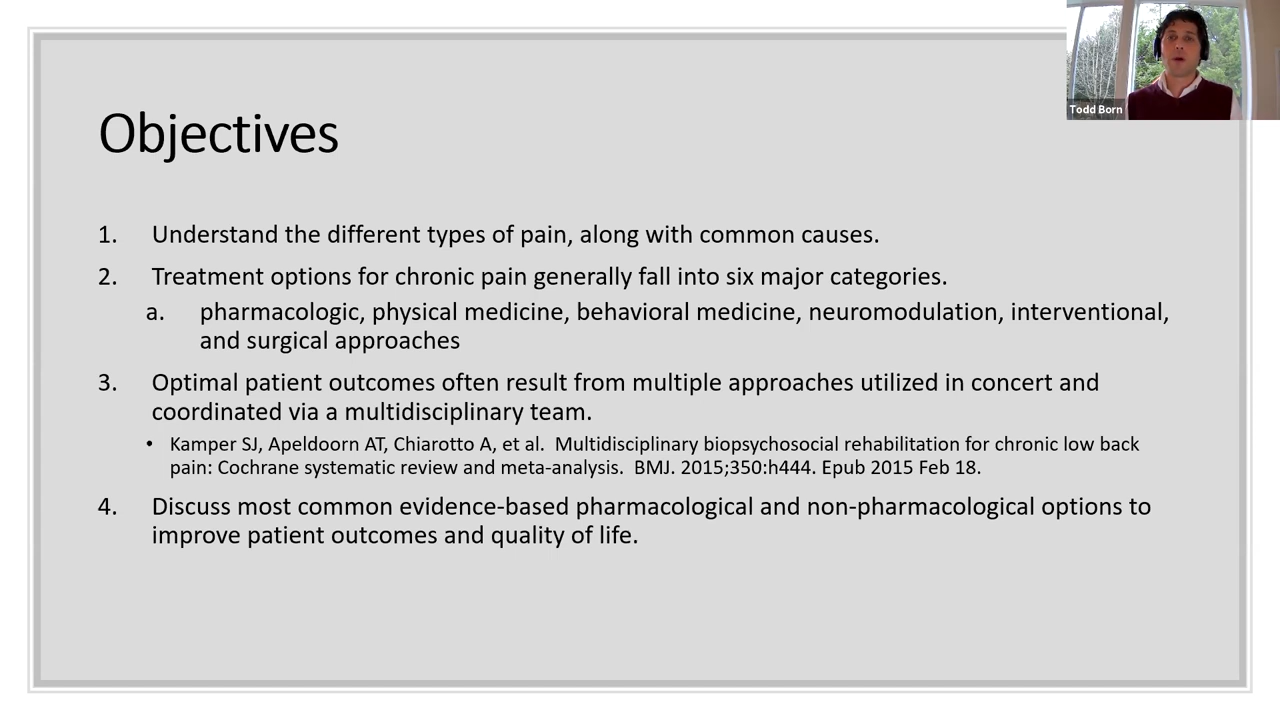 Todd Born
Objectives
1. Understand the different types of pain, along with common causes.
2. Treatment options for chronic pain generally fall into six major categories.
a. pharmacologic, physical medicine, behavioral medicine, neuromodulation, interventional,
and surgical approaches
3. Optimal patient outcomes often result from multiple approaches utilized in concert and
coordinated via a multidisciplinary team.
• Kamper SJ, Apeldoorn AT, Chiarotto A, et al.  Multidisciplinary biopsychosocial rehabilitation for chronic low back
pain: Cochrane systematic review and meta-analysis.  BMJ. 2015;350:h444. Epub 2015 Feb 18.
4. Discuss most common evidence-based pharmacological and non-pharmacological options to
improve patient outcomes and quality of life.